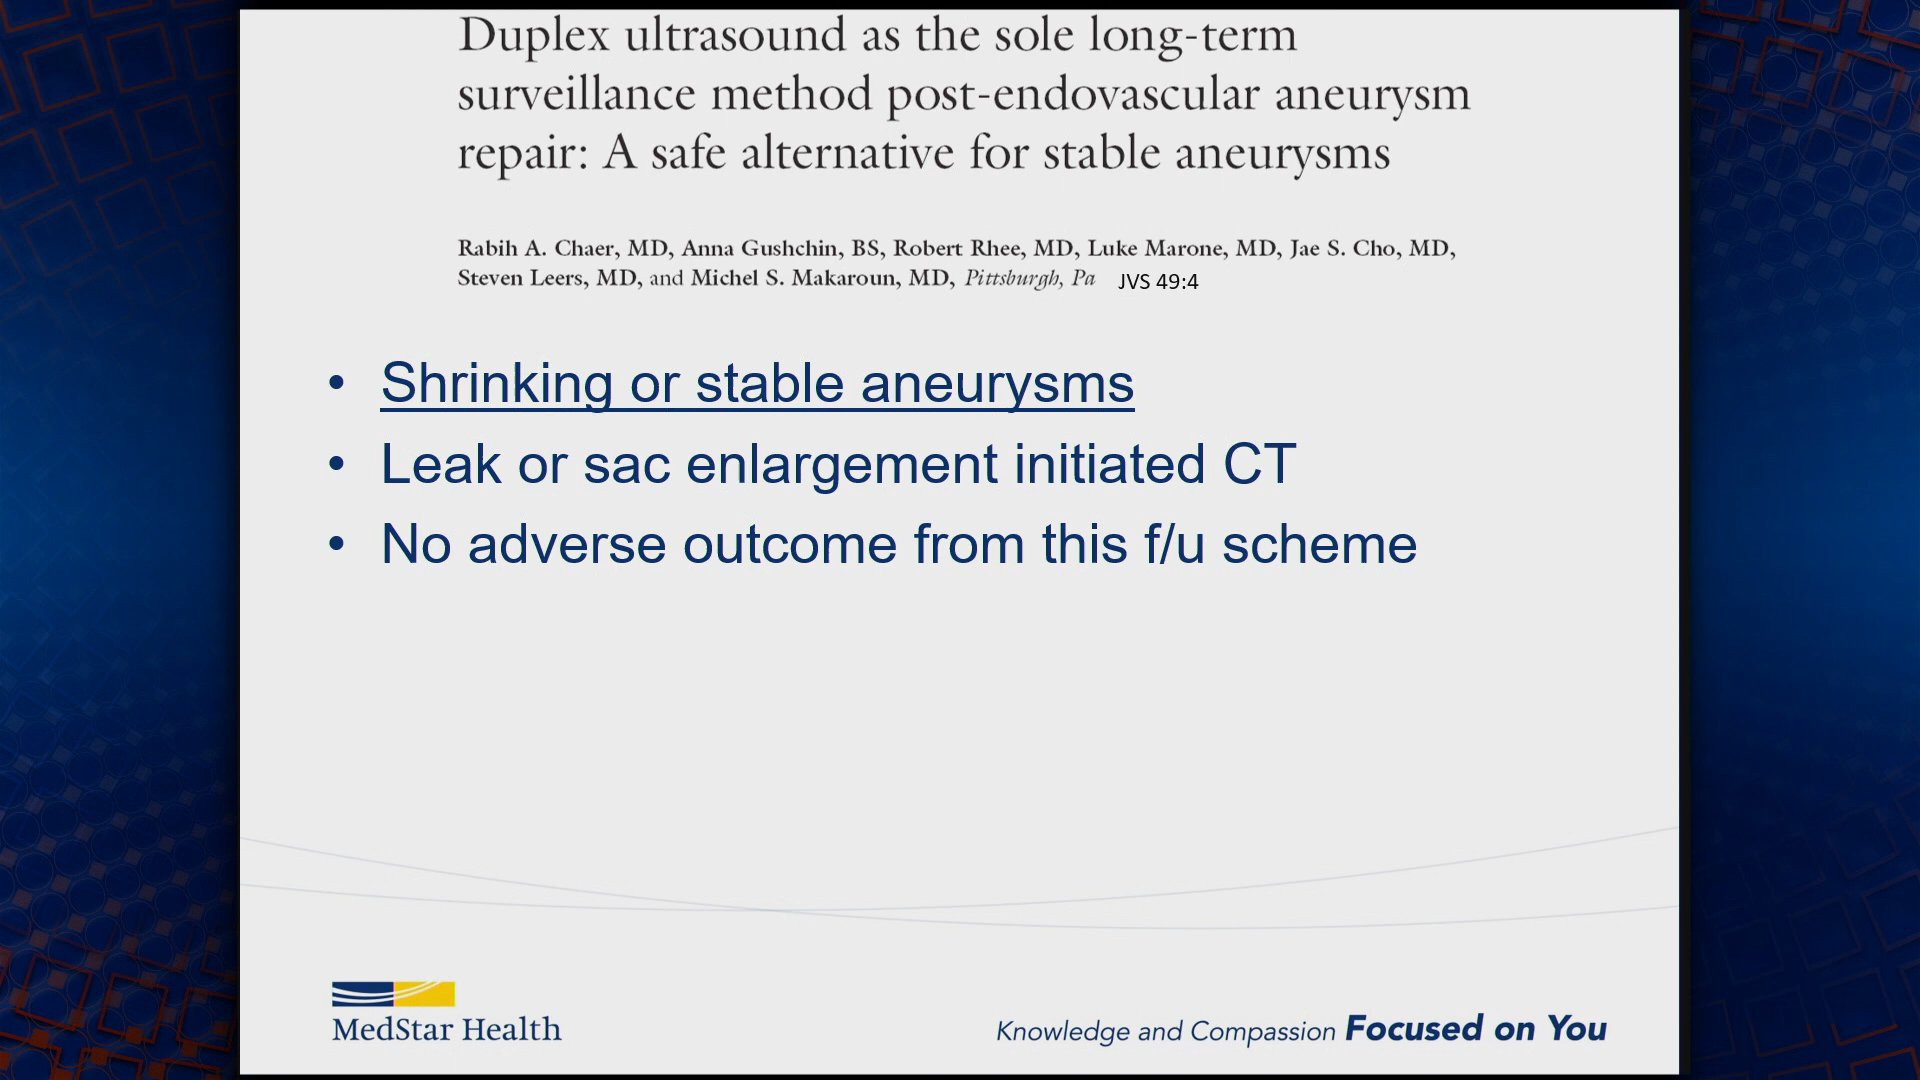 Duplex ultrasound as the sole long-term
surveillance method post-endovascular aneurysm
repair: A safe alternative for stable aneurysms
Rabih A. Chaer, MD, Anna Gushchin, BS, Robert Rhee, MD, Luke Marone, MD, Jae S. Cho, MD,
Steven Leers, MD, and Michel S. Makaroun, MD, Pittsburgh, Pa JVS 49:4
• Shrinking or stable aneurysms
• Leak or sac enlargement initiated CT
• No adverse outcome from this f/u scheme
MedStar Health
Knowledge and Compassion Focused on You